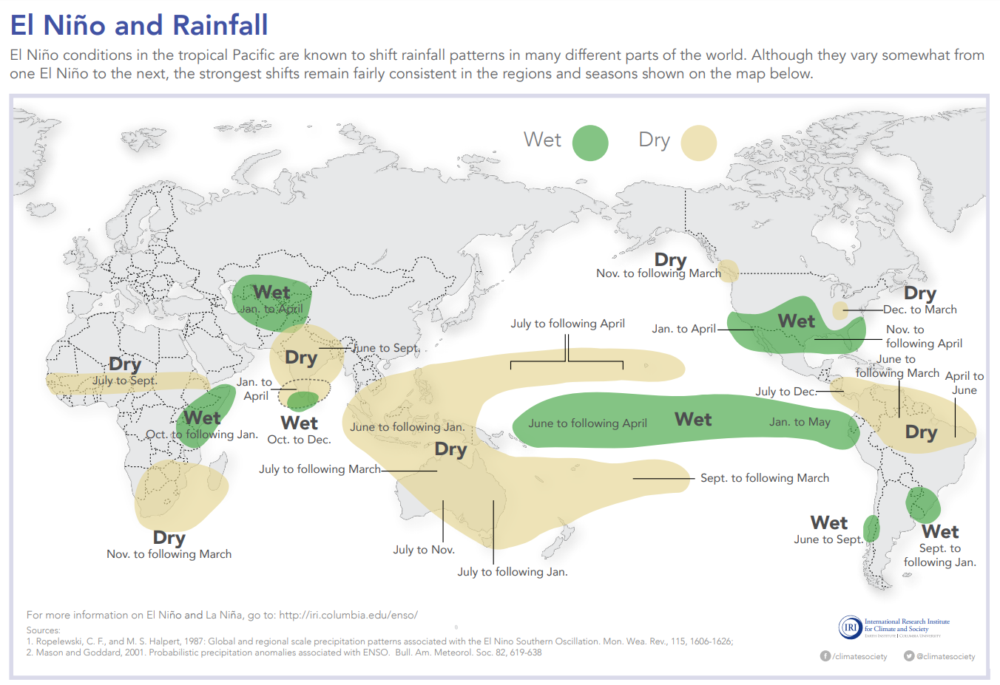 El Niño and Rainfall
El Niño conditions in the tropical Pacific are known to shift rainfall patterns in many different parts of the world. Although they vary somewhat from
one El Niño to the next, the strongest shifts remain fairly consistent in the regions and seasons shown on the map below.
Wet
Dry
Dry
Nov. to following March
Wet
Jan. to April
Dry
Dec. to March
July to following April
Jan. to April
Wet
Nov. to
following April
Dry
June to Sept.
Dry
July to Sept.
Jan. to
April
June to
following March
April to
June
July to Dec.
Wet
Oct. to following Jan.
Wet
Oct. to Dec.
June to following Jan.
Dry
June to following April
Wet
Jan. to May
Dry
July to following March
Sept. to following March
Dry
Nov. to following March
July to Nov.
July to following Jan.
Wet
June to Sept.
Wet
Sept. to
following Jan.
For more information on El Niño and La Niña, go to: http://iri.columbia.edu/enso/
Sources:
1. Ropelewski, C. F., and M. S. Halpert, 1987: Global and regional scale precipitation patterns associated with the El Nino Southern Oscillation. Mon. Wea. Rev., 115, 1606-1626;
2. Mason and Goddard, 2001. Probabilistic precipitation anomalies associated with ENSO. Bull. Am. Meteorol. Soc. 82, 619-638
IRI
International Research Institute
for Climate and Society
EARTH INSTITUTE | COLUMBIA UNIVERSITY
/climatesociety
@climatesociety